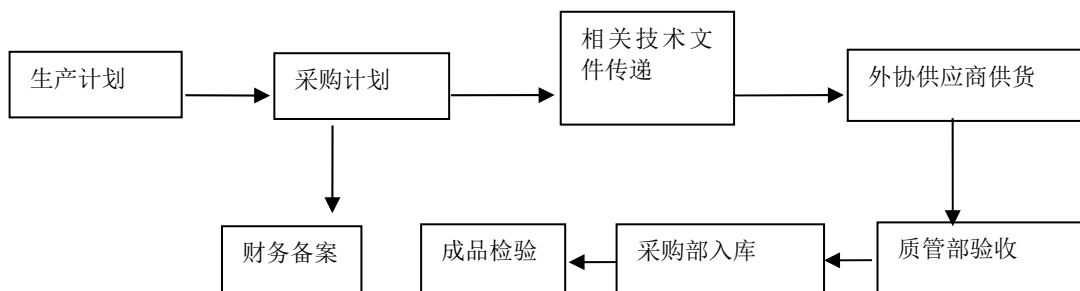 生产计划
采购计划
相关技术文
件传递
外协供应商供货
财务备案
成品检验
采购部入库
质管部验收